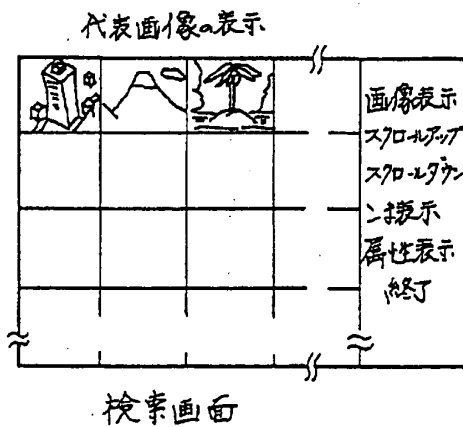 代表画像の表示
画像表示
スクロールアップ
スクロールダウン
こま表示
属性表示
終了
検索画面